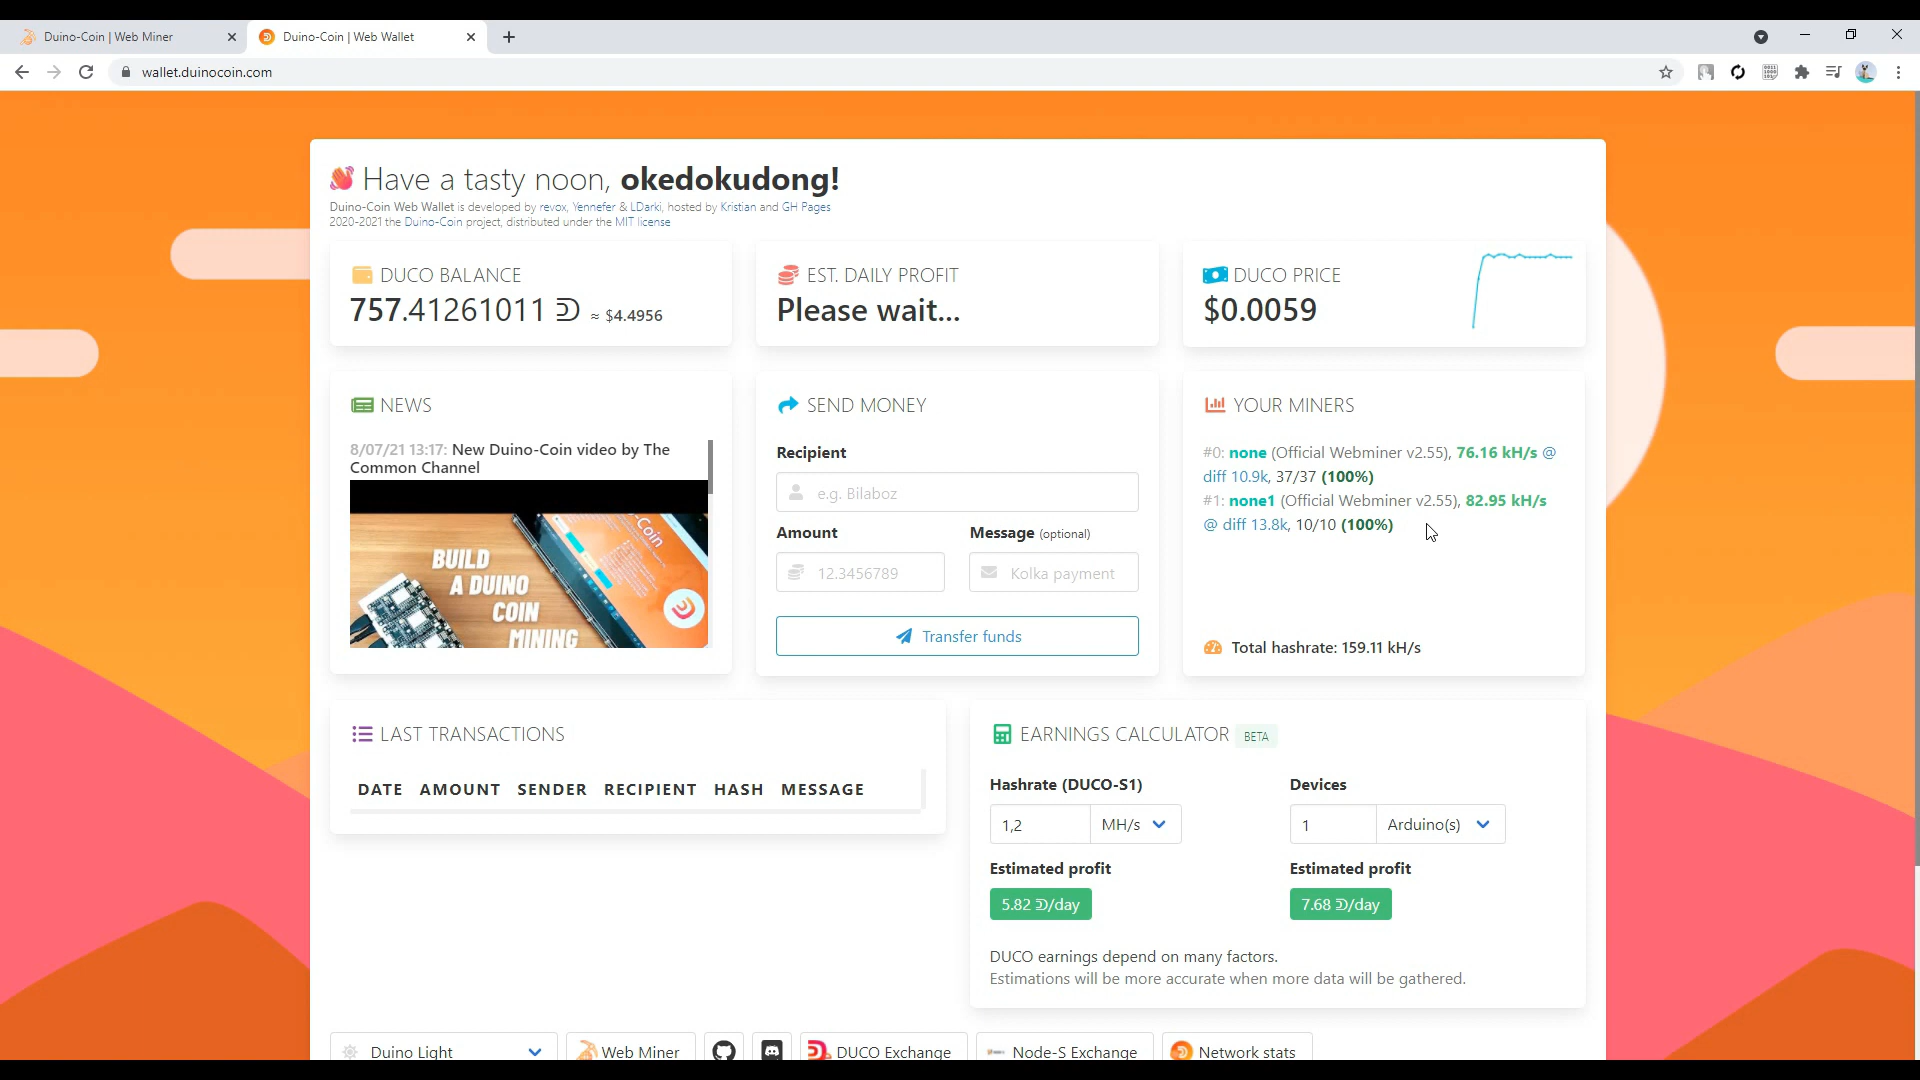 Duino-Coin | Web Miner
Duino-Coin | Web Wallet
wallet.duinocoin.com
Have a tasty noon, okedokudong!
Duino-Coin Web Wallet is developed by revox, Yennefer & LDarki, hosted by Kristian and GH Pages
2020-2021 the Duino-Coin project, distributed under the MIT license
DUCO BALANCE
757.41261011 ᕲ ≈ $4.4956
EST. DAILY PROFIT
Please wait...
DUCO PRICE
$0.0059
NEWS
8/07/21 13:17: New Duino-Coin video by The
Common Channel
BUILD
A DUINO
COIN
MINING
SEND MONEY
Recipient
e.g. Bilaboz
Amount
Message (optional)
12.3456789
Kolka payment
Transfer funds
YOUR MINERS
#0: none (Official Webminer v2.55), 76.16 kH/s @
diff 10.9k, 37/37 (100%)
#1: none1 (Official Webminer v2.55), 82.95 kH/s
@ diff 13.8k, 10/10 (100%)
Total hashrate: 159.11 kH/s
LAST TRANSACTIONS
DATE AMOUNT SENDER RECIPIENT HASH MESSAGE
EARNINGS CALCULATOR BETA
Hashrate (DUCO-S1)
1,2 MH/s
Estimated profit
5.82 ᕲ/day
Devices
1 Arduino(s)
Estimated profit
7.68 ᕲ/day
DUCO earnings depend on many factors.
Estimations will be more accurate when more data will be gathered.
Duino Light
Web Miner
DUCO Exchange
Node-S Exchange
Network stats